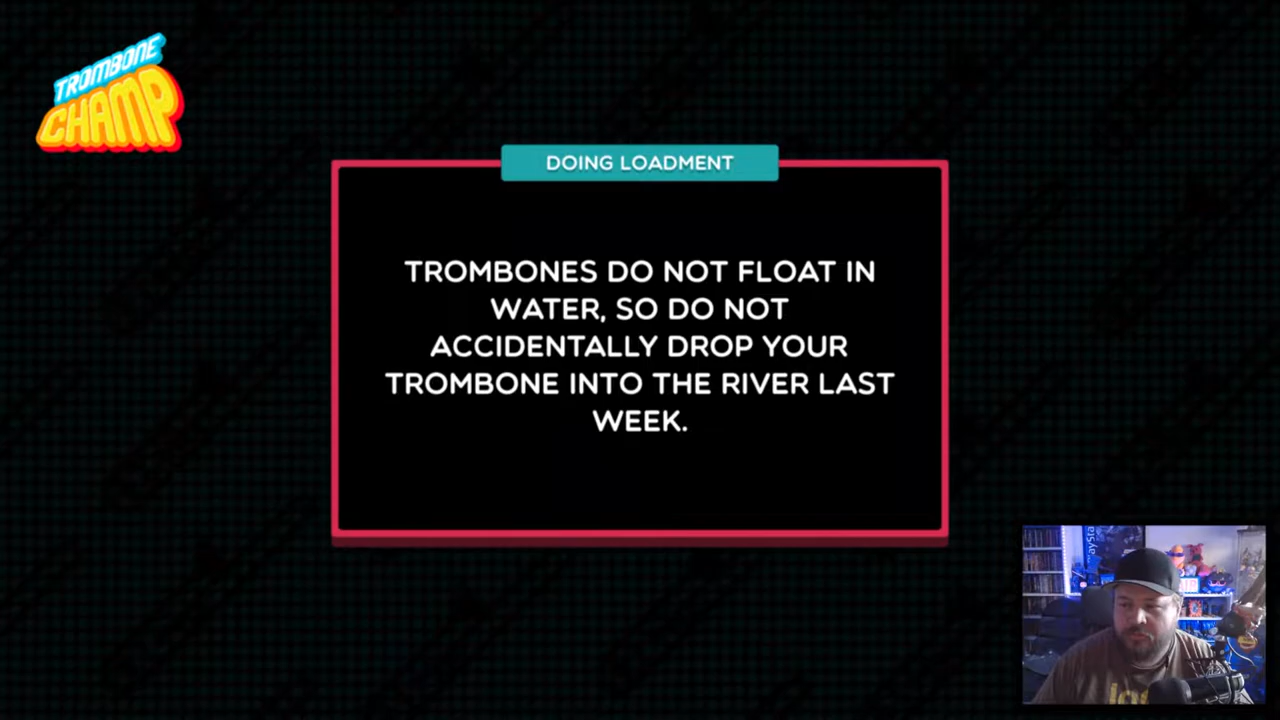 TROMBONE
CHAMP
DOING LOADMENT
TROMBONES DO NOT FLOAT IN
WATER, SO DO NOT
ACCIDENTALLY DROP YOUR
TROMBONE INTO THE RIVER LAST
WEEK.